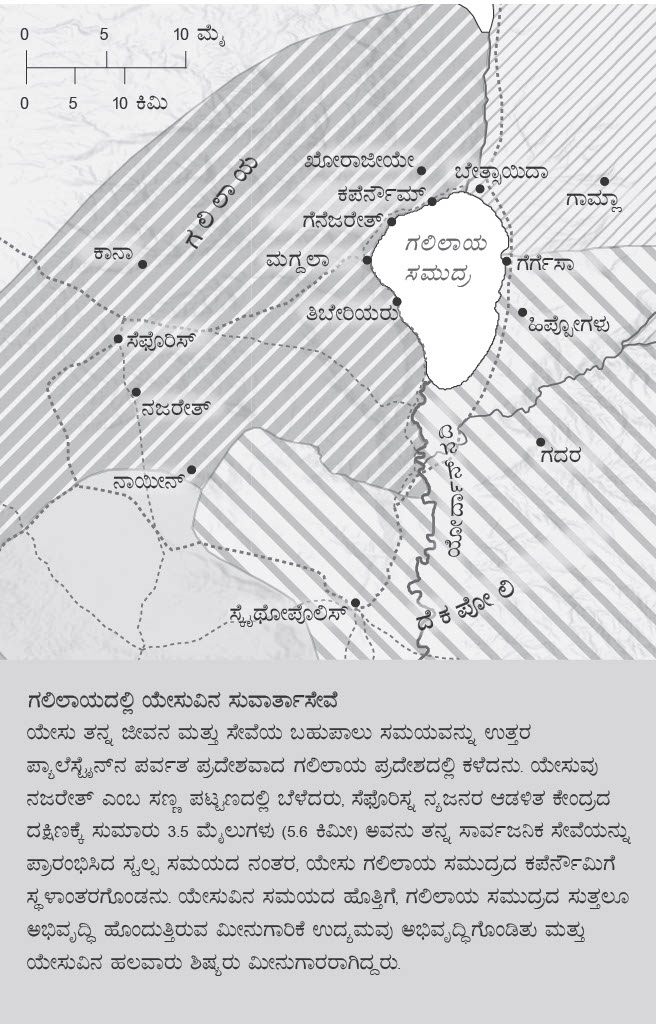 0 5 10 ಮೈ
0 5 10 ಕಿಮಿ
ಗಲಿಲಾಯ
ಖೋರಾಜೀಯೇ
ಬೇತ್ಸಾಯಿದಾ
ಗಾಮ್ಲಾ
ಕಪೆರ್ನೌಮ್
ಗೆನೆಜರೇತ್
ಕಾನಾ
ಮಗ್ದಲಾ
ಗಲಿಲಾಯ
ಸಮುದ್ರ
ಗೆರ್ಗೆಸಾ
ತಿಬೇರಿಯರು
ಹಿಪ್ಪೋಗಳು
ಸೆಫೊರಿಸ್
ನಜರೇತ್
ಗದರ
ನಾಯೀನ್
ಸ್ಕೈಥೋಪೊಲಿಸ್
ದೆಕಪೋಲಿ
ಗಲಿಲಾಯದಲ್ಲಿ ಯೇಸುವಿನ ಸುವಾರ್ತಾಸೇವೆ
ಯೇಸು ತನ್ನ ಜೀವನ ಮತ್ತು ಸೇವೆಯ ಬಹುಪಾಲು ಸಮಯವನ್ನು ಉತ್ತರ
ಪ್ಯಾಲೆಸ್ಟೈನ್‌ನ ಪರ್ವತ ಪ್ರದೇಶವಾದ ಗಲಿಲಾಯ ಪ್ರದೇಶದಲ್ಲಿ ಕಳೆದನು. ಯೇಸುವು
ನಜರೇತ್ ಎಂಬ ಸಣ್ಣ ಪಟ್ಟಣದಲ್ಲಿ ಬೆಳೆದರು, ಸೆಫೊರಿಸ್ನ ನ್ಯಜನರ ಆಡಳಿತ ಕೇಂದ್ರದ
ದಕ್ಷಿಣಕ್ಕೆ ಸುಮಾರು 3.5 ಮೈಲುಗಳು (5.6 ಕಿಮೀ) ಅವನು ತನ್ನ ಸಾರ್ವಜನಿಕ ಸೇವೆಯನ್ನು
ಪ್ರಾರಂಭಿಸಿದ ಸ್ವಲ್ಪ ಸಮಯದ ನಂತರ, ಯೇಸು ಗಲಿಲಾಯ ಸಮುದ್ರದ ಕಪೆರ್ನೌಮಿಗೆ
ಸ್ಥಳಾಂತರಗೊಂಡನು. ಯೇಸುವಿನ ಸಮಯದ ಹೊತ್ತಿಗೆ, ಗಲಿಲಾಯ ಸಮುದ್ರದ ಸುತ್ತಲೂ
ಅಭಿವೃದ್ಧಿ ಹೊಂದುತ್ತಿರುವ ಮೀನುಗಾರಿಕೆ ಉದ್ಯಮವು ಅಭಿವೃದ್ಧಿಗೊಂಡಿತು ಮತ್ತು
ಯೇಸುವಿನ ಹಲವಾರು ಶಿಷ್ಯರು ಮೀನುಗಾರರಾಗಿದ್ದರು.